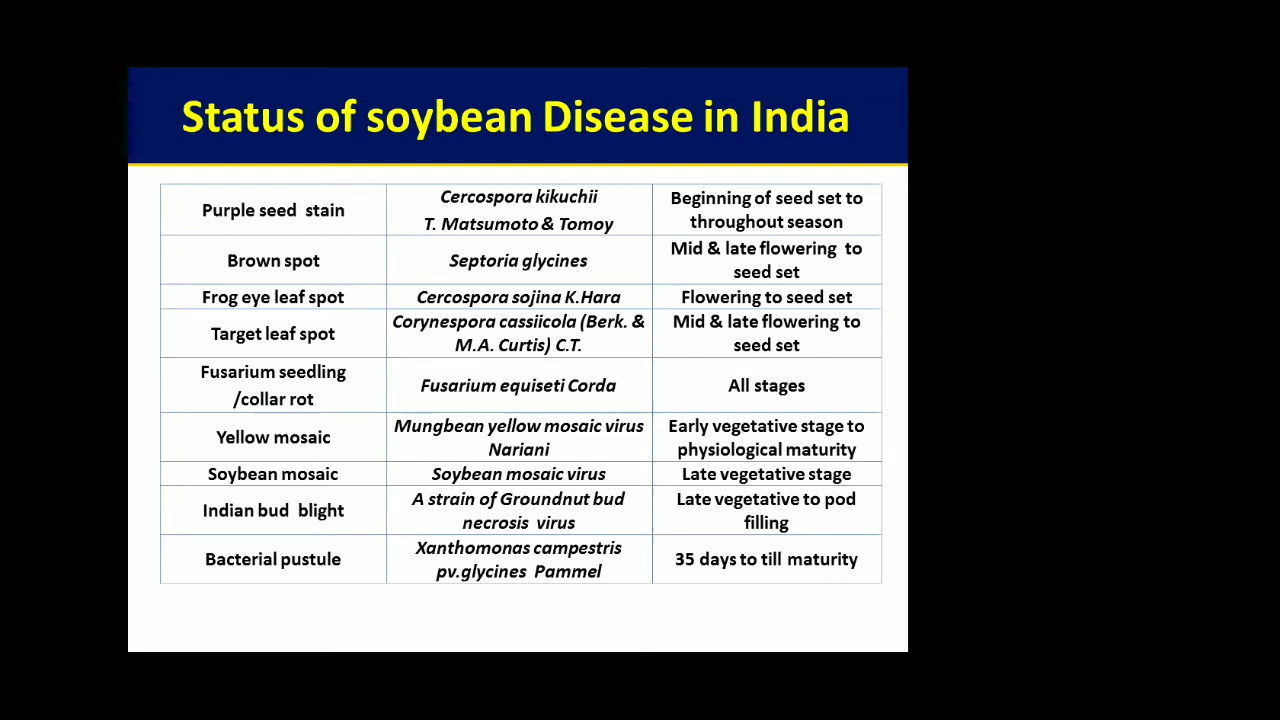 Status of soybean Disease in India
Purple seed stain
Cercospora kikuchii
T. Matsumoto & Tomoy
Beginning of seed set to
throughout season
Brown spot
Septoria glycines
Mid & late flowering to
seed set
Frog eye leaf spot
Cercospora sojina K.Hara
Flowering to seed set
Target leaf spot
Corynespora cassiicola (Berk. &
M.A. Curtis) C.T.
Mid & late flowering to
seed set
Fusarium seedling
/collar rot
Fusarium equiseti Corda
All stages
Yellow mosaic
Mungbean yellow mosaic virus
Nariani
Early vegetative stage to
physiological maturity
Soybean mosaic
Soybean mosaic virus
Late vegetative stage
Indian bud blight
A strain of Groundnut bud
necrosis virus
Late vegetative to pod
filling
Bacterial pustule
Xanthomonas campestris
pv.glycines Pammel
35 days to till maturity